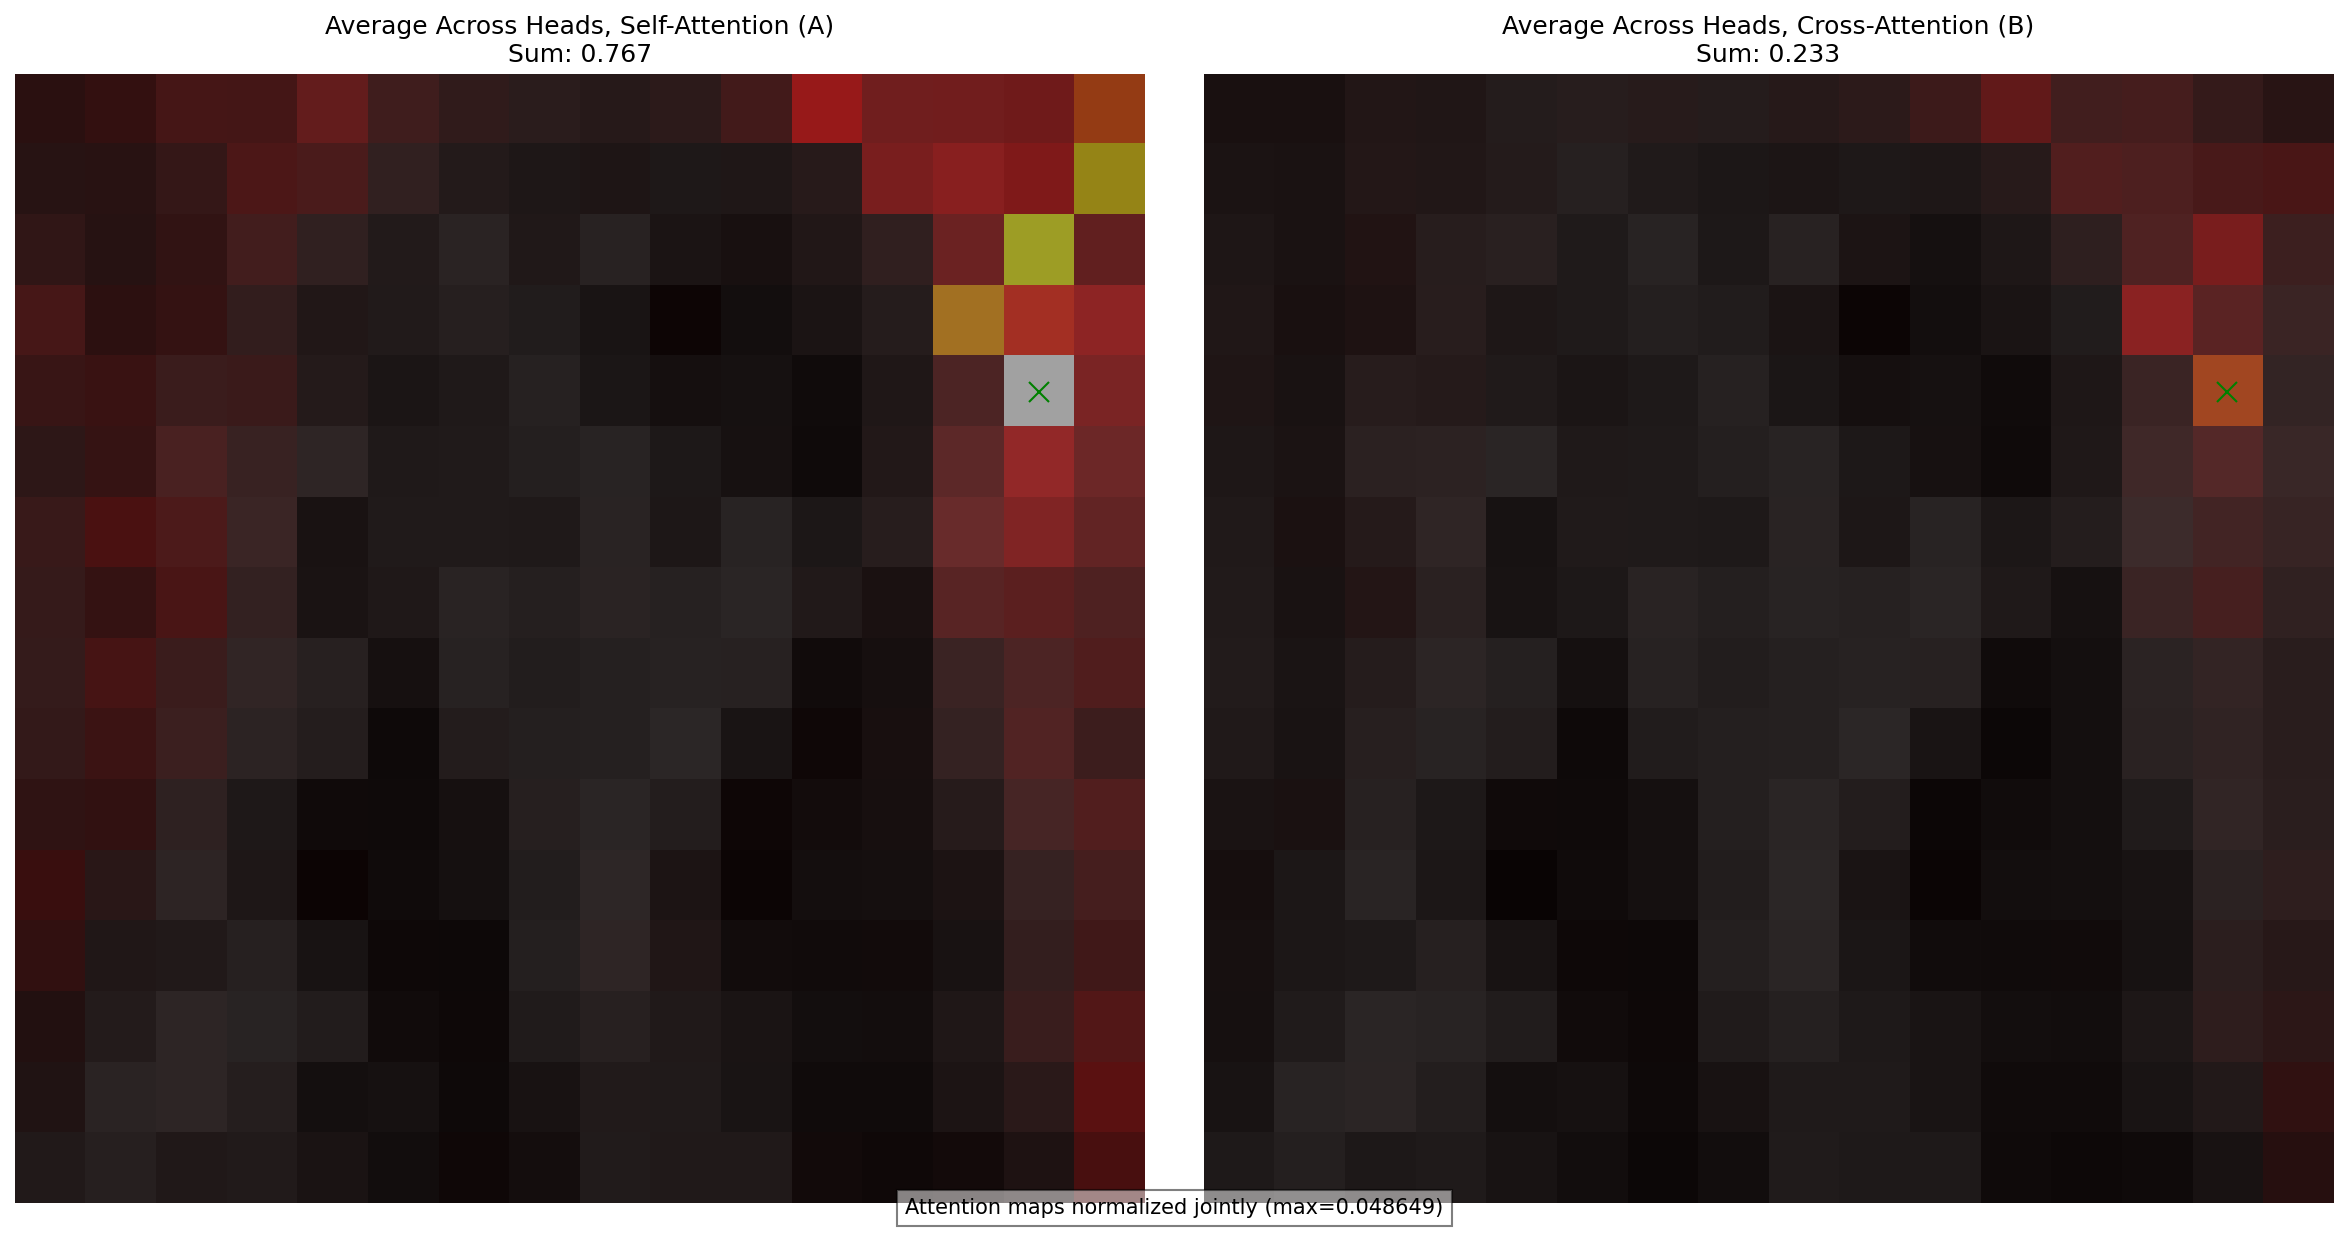 Average Across Heads, Self-Attention (A)
Sum: 0.767
Average Across Heads, Cross-Attention (B)
Sum: 0.233
Attention maps normalized jointly (max=0.048649)